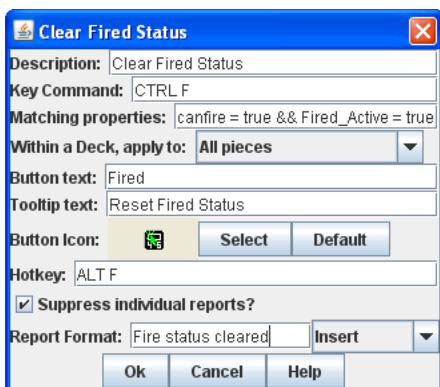 Clear Fired Status
Description: Clear Fired Status
Key Command: CTRL F
Matching properties: canfire = true && Fired_Active = true
Within a Deck, apply to: All pieces
Button text: Fired
Tooltip text: Reset Fired Status
Button Icon: Select Default
Hotkey: ALT F
Suppress individual reports?
Report Format: Fire status cleared Insert
Ok Cancel Help